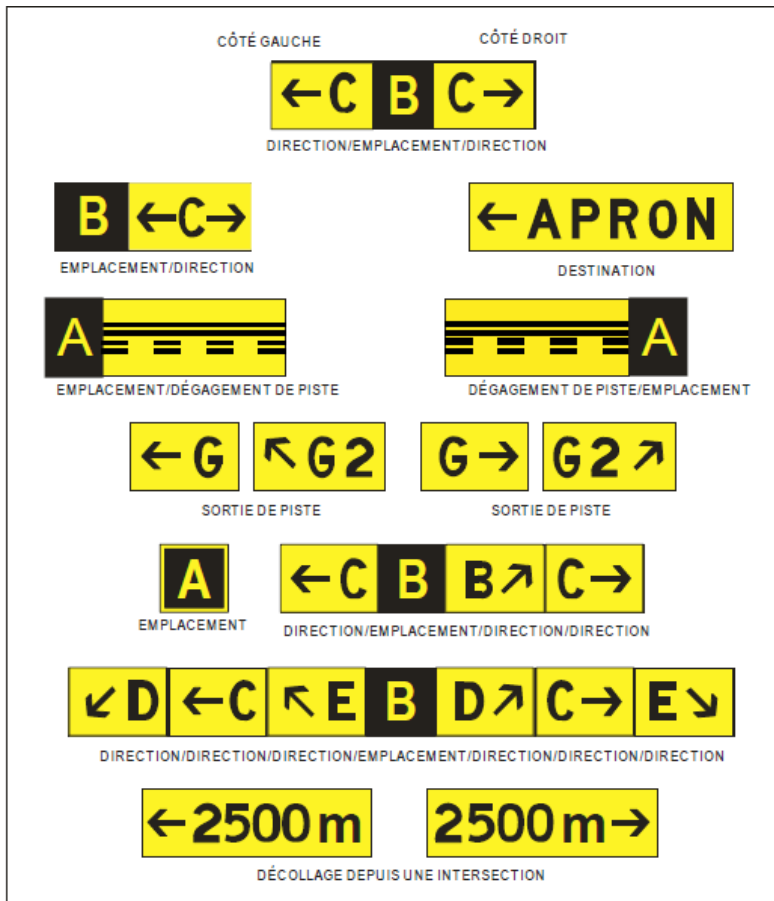 CÔTÉ GAUCHE CÔTÉ DROIT
←C B C→
DIRECTION/EMPLACEMENT/DIRECTION
B ←C→ ←APRON
EMPLACEMENT/DIRECTION DESTINATION
A A
EMPLACEMENT/DÉGAGEMENT DE PISTE DÉGAGEMENT DE PISTE/EMPLACEMENT
←G ↖G2 G→ G2↗
SORTIE DE PISTE SORTIE DE PISTE
A ←C B B↗ C→
EMPLACEMENT DIRECTION/EMPLACEMENT/DIRECTION/DIRECTION
↙D ←C ↖E B D↗ C→ E↘
DIRECTION/DIRECTION/DIRECTION/EMPLACEMENT/DIRECTION/DIRECTION/DIRECTION
←2500 m 2500 m→
DÉCOLLAGE DEPUIS UNE INTERSECTION